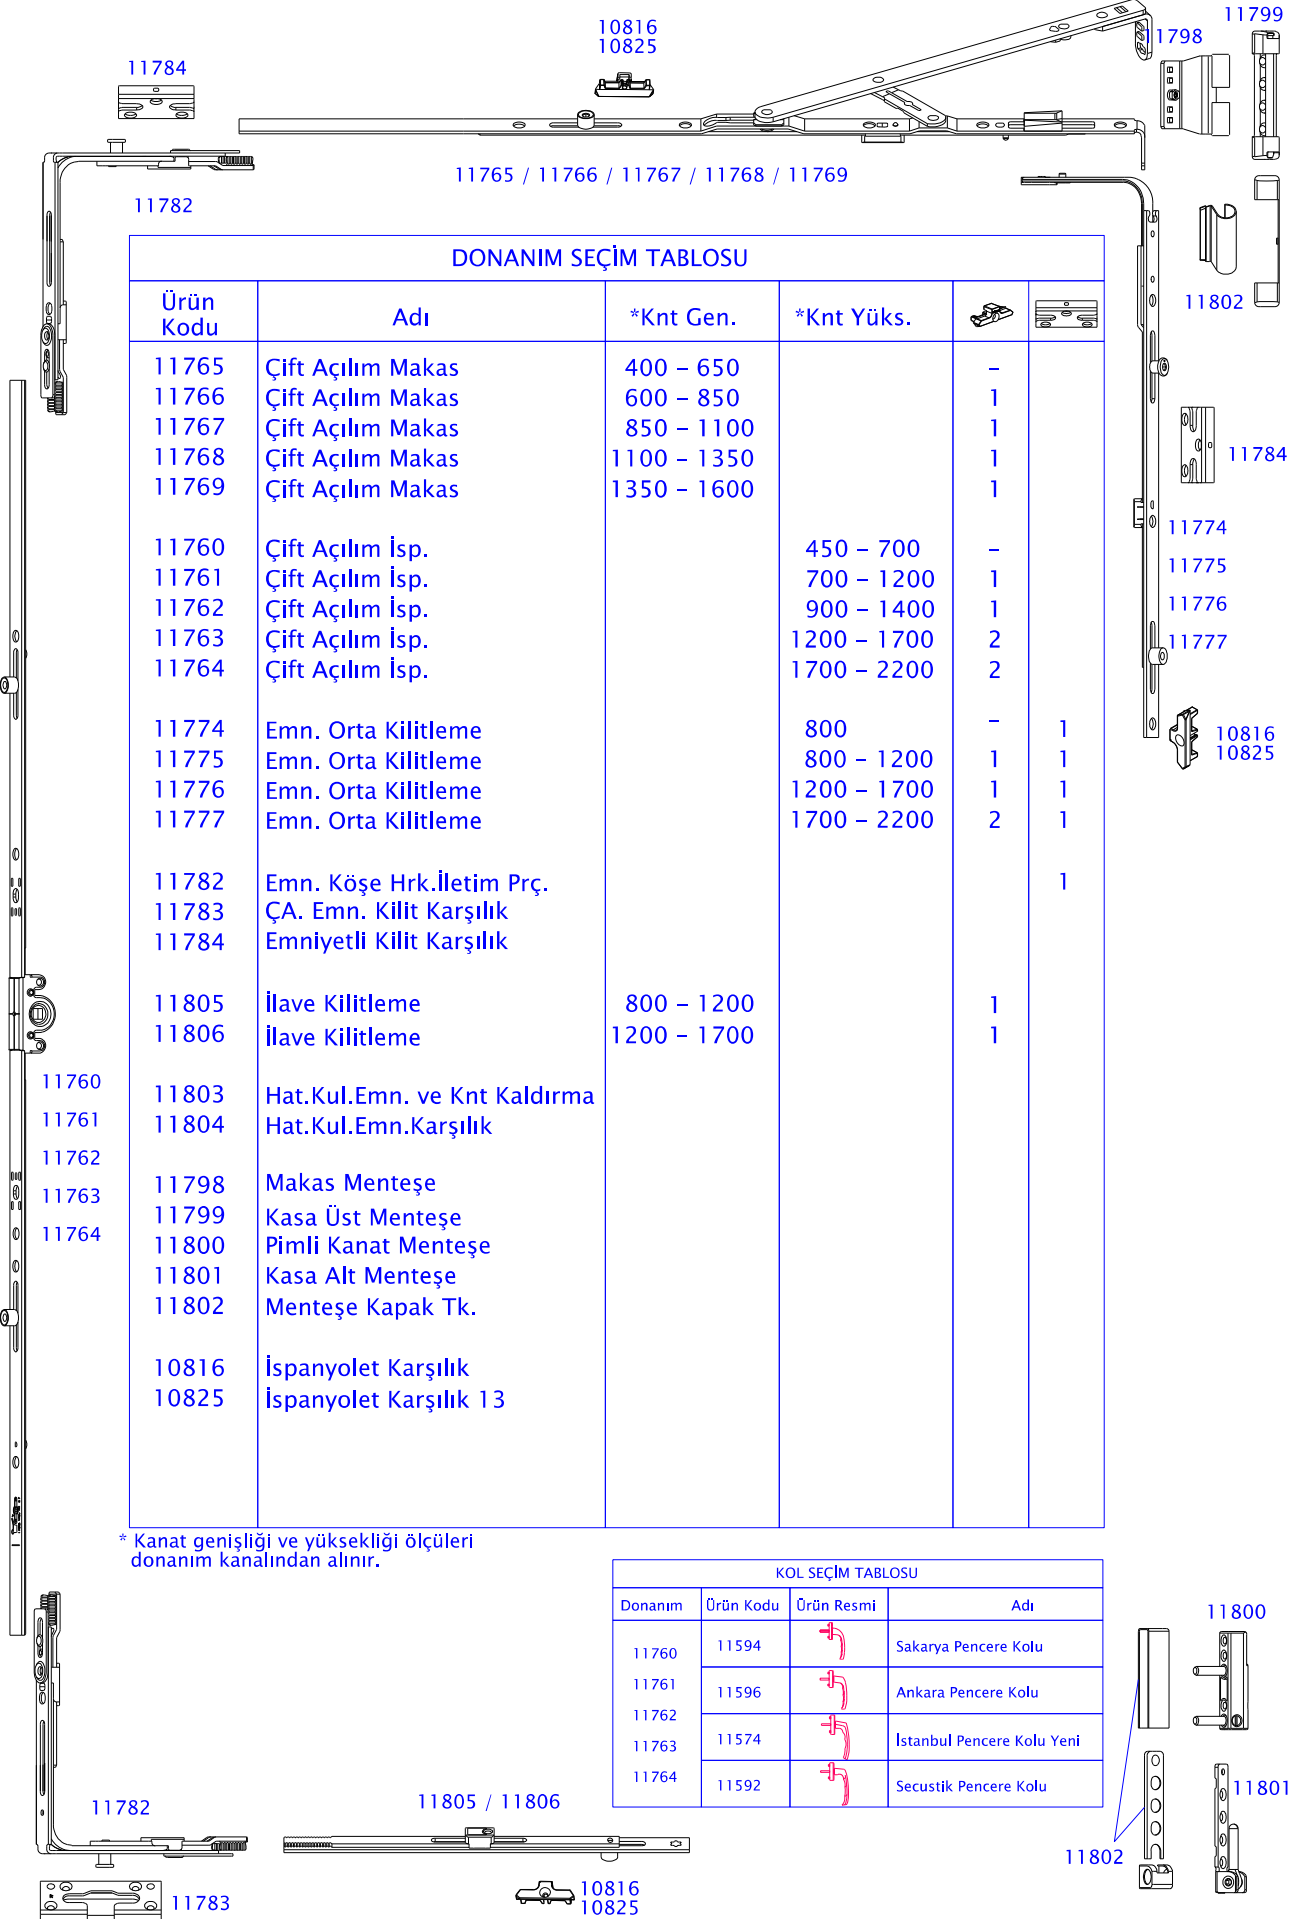 10816
10825
11799
11798
11784
11765 / 11766 / 11767 / 11768 / 11769
11782
11802
DONANIM SEÇİM TABLOSU
Ürün Kodu Adı *Knt Gen. *Knt Yüks.
11765 Çift Açılım Makas 400 – 650 –
11766 Çift Açılım Makas 600 – 850 1
11767 Çift Açılım Makas 850 – 1100 1
11768 Çift Açılım Makas 1100 – 1350 1
11769 Çift Açılım Makas 1350 – 1600 1
11760 Çift Açılım İsp. 450 – 700 –
11761 Çift Açılım İsp. 700 – 1200 1
11762 Çift Açılım İsp. 900 – 1400 1
11763 Çift Açılım İsp. 1200 – 1700 2
11764 Çift Açılım İsp. 1700 – 2200 2
11774 Emn. Orta Kilitleme 800 – 1
11775 Emn. Orta Kilitleme 800 – 1200 1 1
11776 Emn. Orta Kilitleme 1200 – 1700 1 1
11777 Emn. Orta Kilitleme 1700 – 2200 2 1
11782 Emn. Köşe Hrk.İletim Prç. 1
11783 ÇA. Emn. Kilit Karşılık
11784 Emniyetli Kilit Karşılık
11805 İlave Kilitleme 800 – 1200 1
11806 İlave Kilitleme 1200 – 1700 1
11803 Hat.Kul.Emn. ve Knt Kaldırma
11804 Hat.Kul.Emn.Karşılık
11798 Makas Menteşe
11799 Kasa Üst Menteşe
11800 Pimli Kanat Menteşe
11801 Kasa Alt Menteşe
11802 Menteşe Kapak Tk.
10816 İspanyolet Karşılık
10825 İspanyolet Karşılık 13
11784
11774
11775
11776
11777
10816
10825
11760
11761
11762
11763
11764
* Kanat genişliği ve yüksekliği ölçüleri
donanım kanalından alınır.
KOL SEÇİM TABLOSU
Donanım Ürün Kodu Ürün Resmi Adı
11760
11761
11762
11763
11764
11594 Sakarya Pencere Kolu
11596 Ankara Pencere Kolu
11574 İstanbul Pencere Kolu Yeni
11592 Secustik Pencere Kolu
11800
11801
11802
11782
11805 / 11806
11783
10816
10825